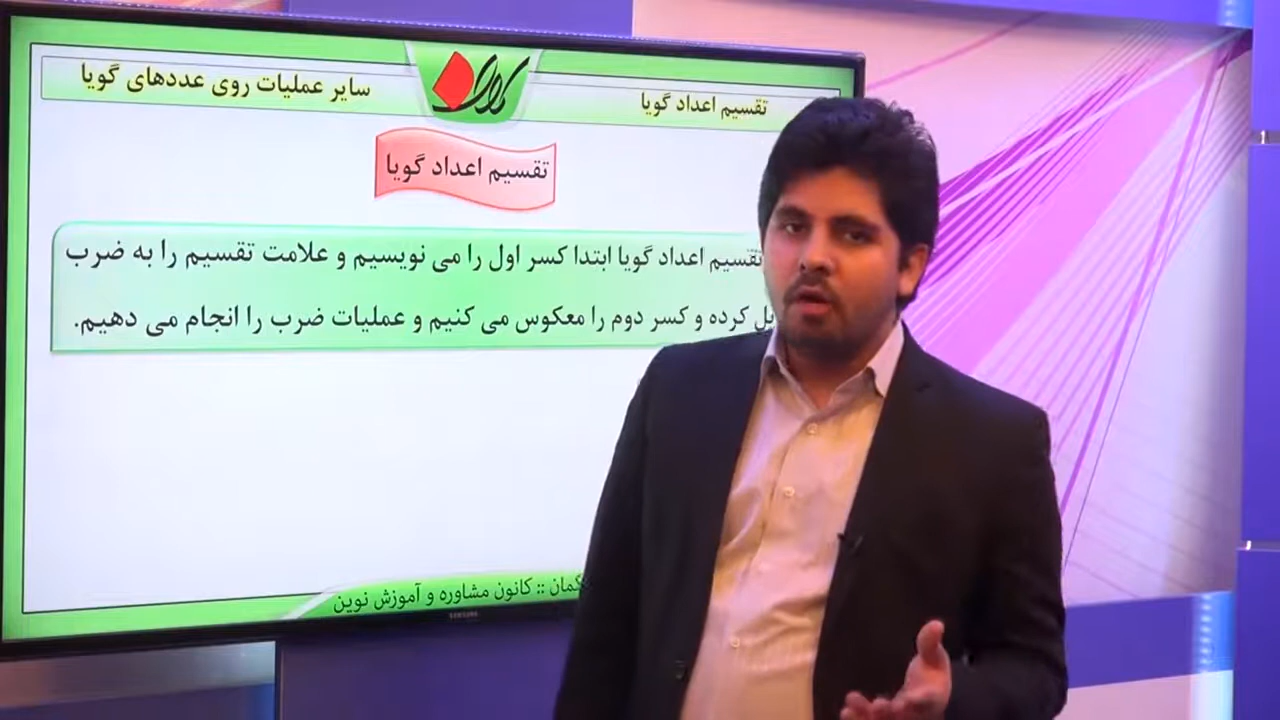 تقسیم اعداد گویا
سایر عملیات روی عددهای گویا
تقسیم اعداد گویا
تقسیم اعداد گویا ابتدا کسر اول را می نویسیم و علامت تقسیم را به ضرب
کرده و کسر دوم را معکوس می کنیم و عملیات ضرب را انجام می دهیم.
:: کانون مشاوره و آموزش نوین
SAMSUNG